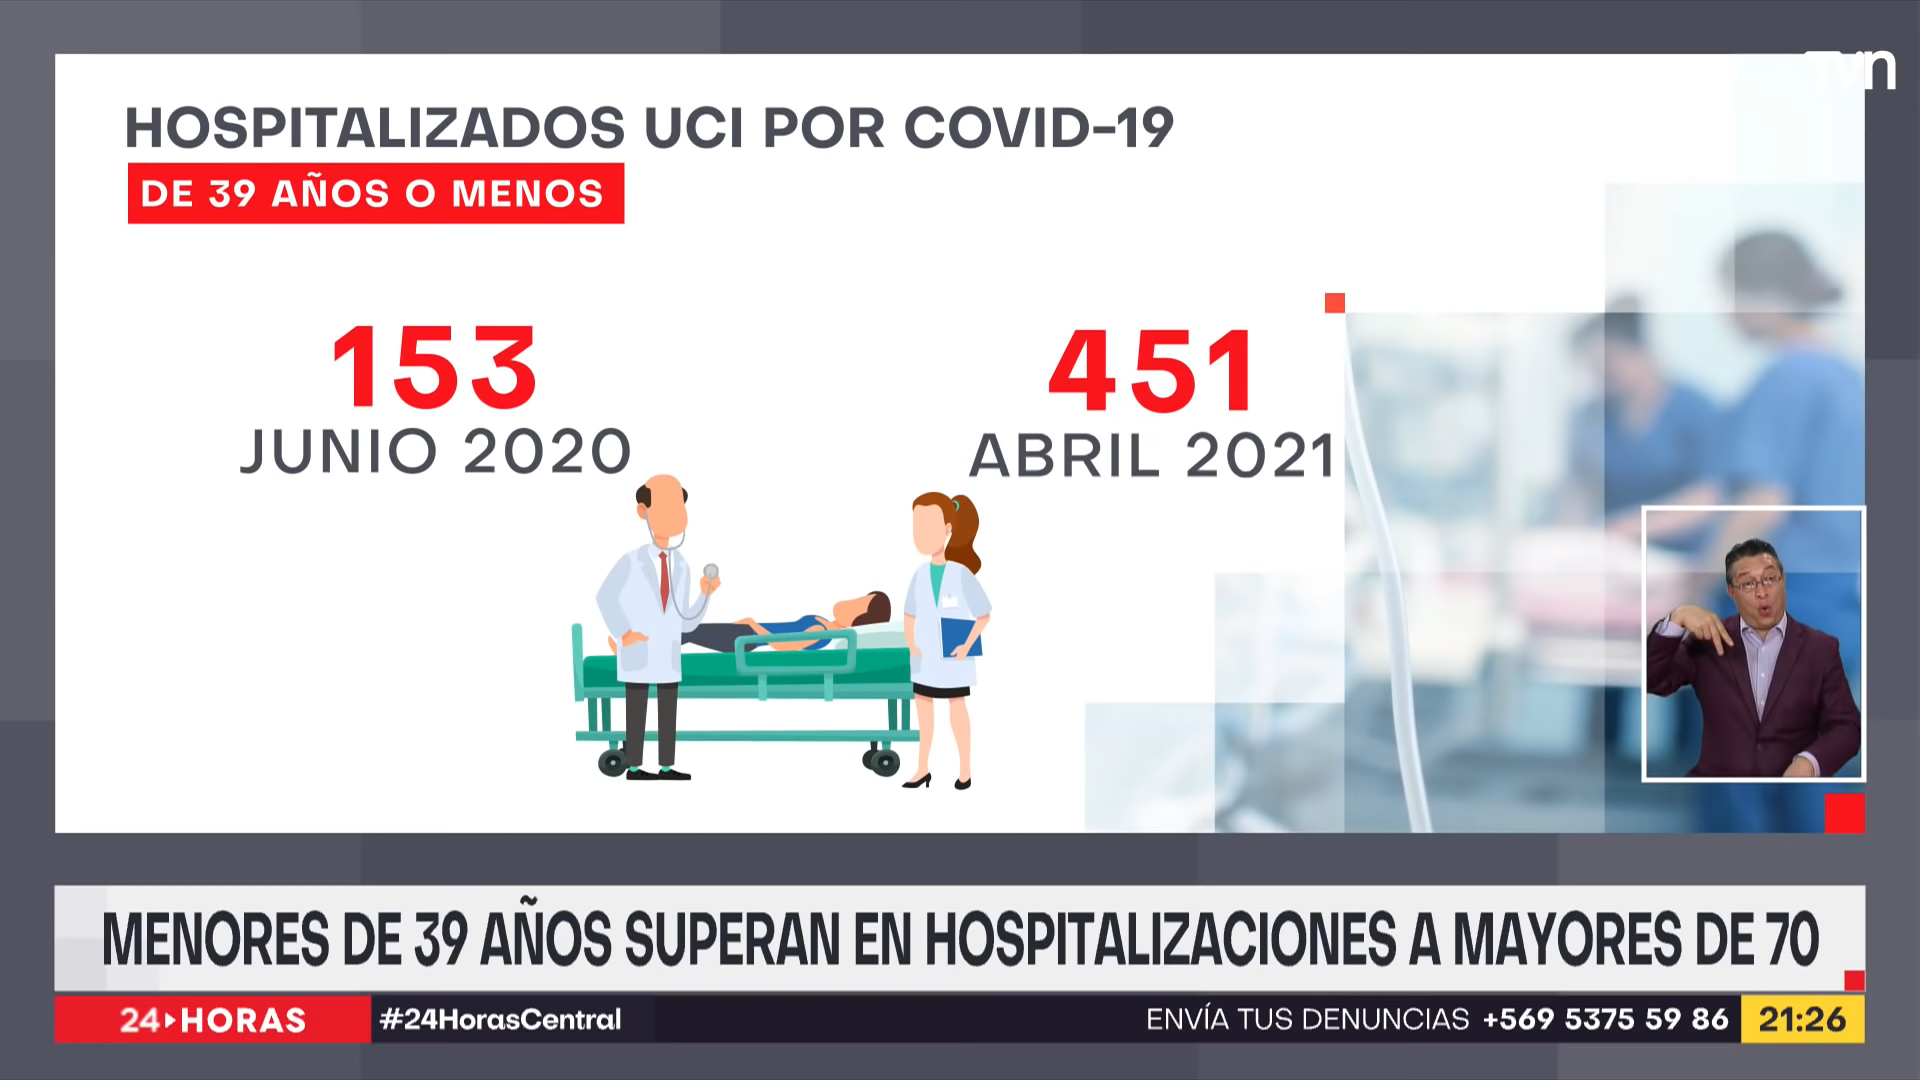 tvn
HOSPITALIZADOS UCI POR COVID-19
DE 39 AÑOS O MENOS
153
JUNIO 2020
451
ABRIL 2021
MENORES DE 39 AÑOS SUPERAN EN HOSPITALIZACIONES A MAYORES DE 70
24 HORAS
#24HorasCentral
ENVÍA TUS DENUNCIAS +569 5375 59 86
21:26